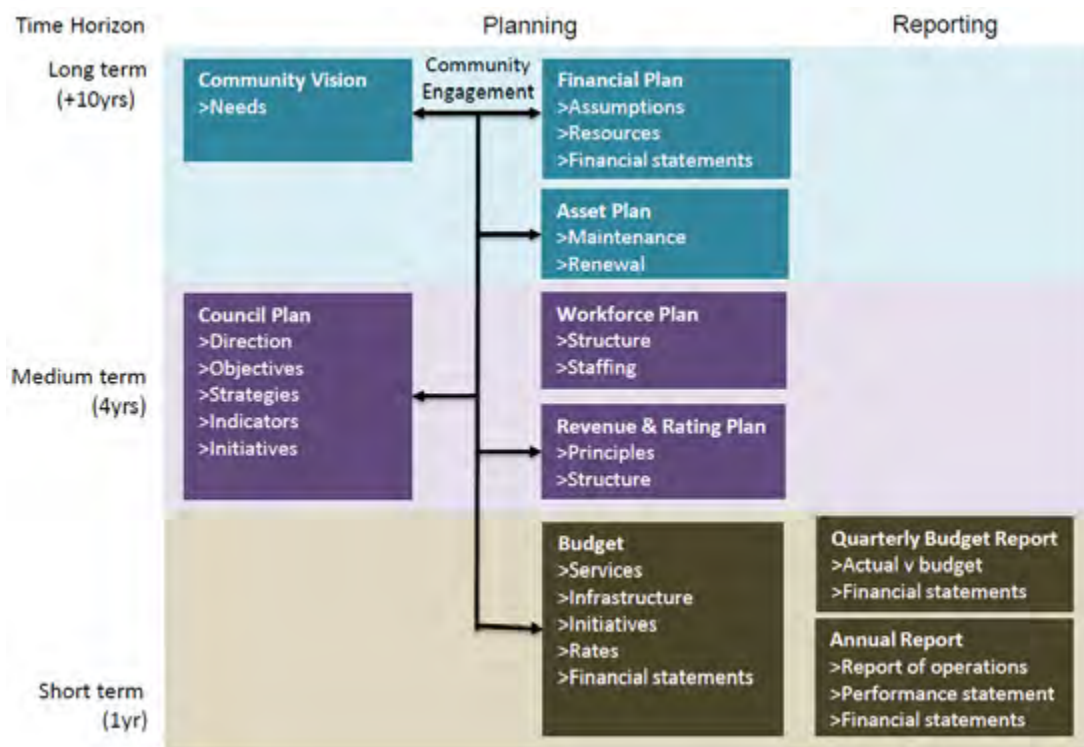 Time Horizon
Planning
Reporting
Long term
(+10yrs)
Community Vision
>Needs
Community
Engagement
Financial Plan
>Assumptions
>Resources
>Financial statements
Asset Plan
>Maintenance
>Renewal
Medium term
(4yrs)
Council Plan
>Direction
>Objectives
>Strategies
>Indicators
>Initiatives
Workforce Plan
>Structure
>Staffing
Revenue & Rating Plan
>Principles
>Structure
Short term
(1yr)
Budget
>Services
>Infrastructure
>Initiatives
>Rates
>Financial statements
Quarterly Budget Report
>Actual v budget
>Financial statements
Annual Report
>Report of operations
>Performance statement
>Financial statements